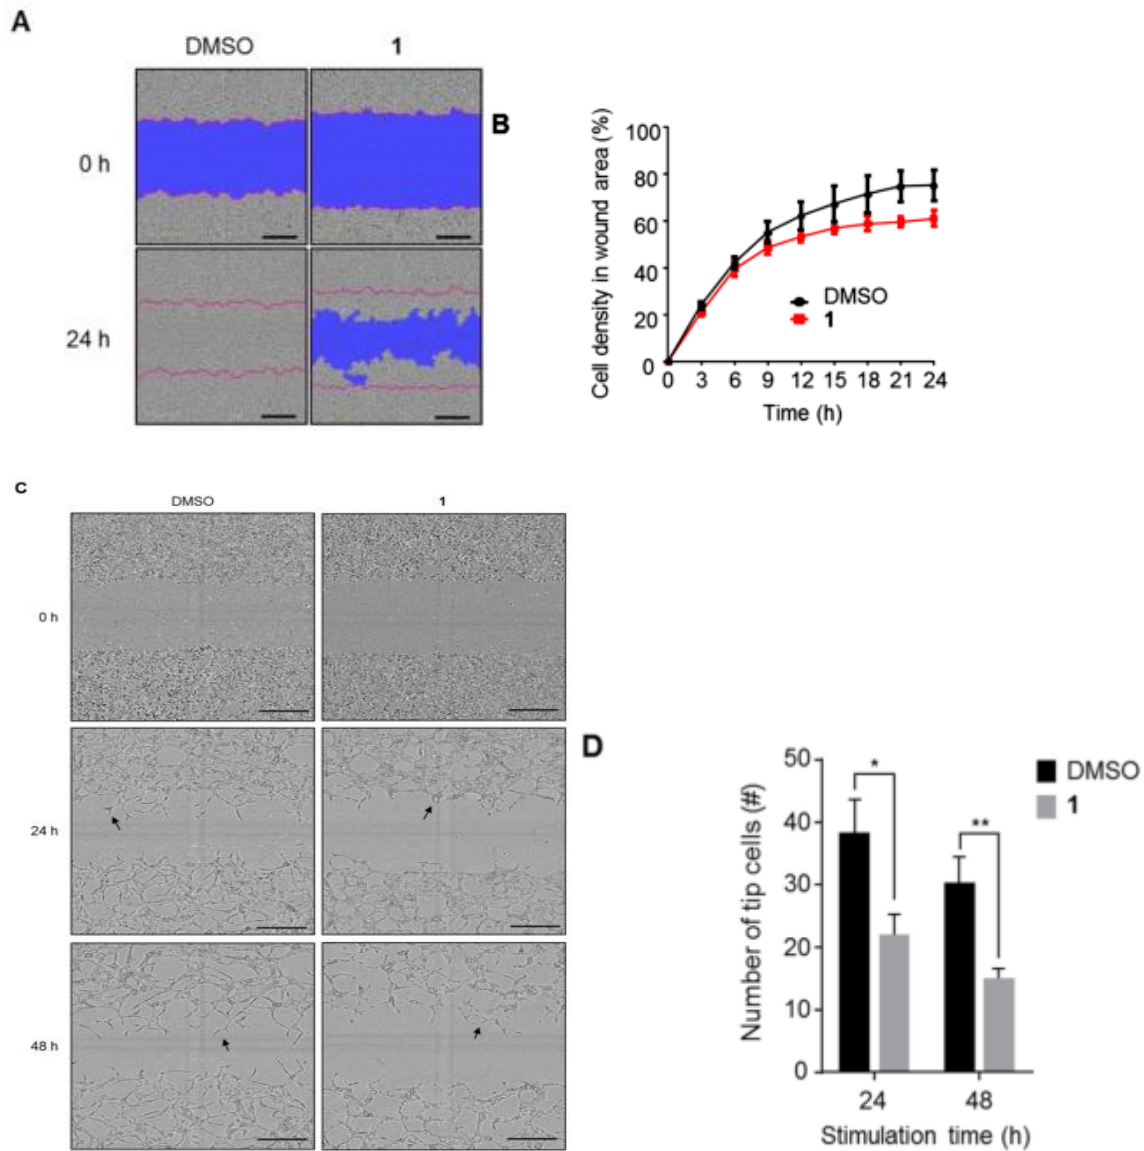 A
DMSO 1
0 h
24 h
B
Cell density in wound area (%)
100
80
60
40
20
0
DMSO
1
0 3 6 9 12 15 18 21 24
Time (h)
C
DMSO 1
0 h
24 h
48 h
D
Number of tip cells (#)
50
40
30
20
10
0
* **
DMSO
1
24 48
Stimulation time (h)